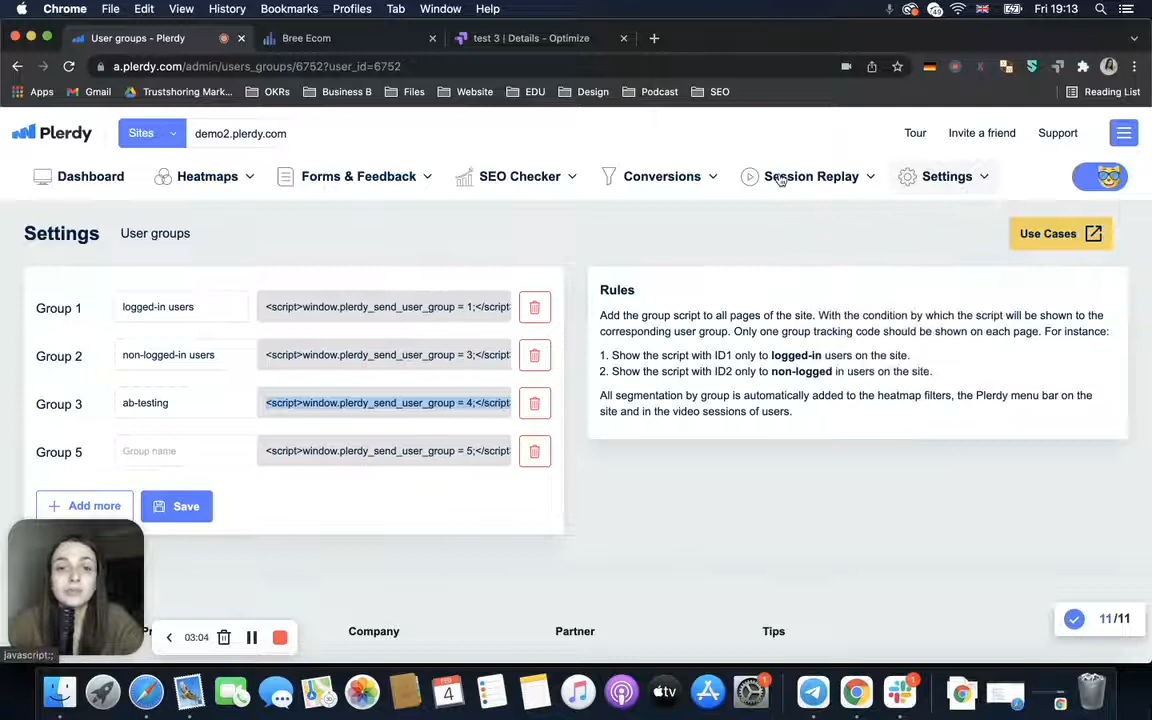 Chrome File Edit View History Bookmarks Profiles Tab Window Help Fri 19:13
User groups - Plerdy Bree Ecom test 3 | Details - Optimize
a.plerdy.com/admin/users_groups/6752?user_id=6752
Apps Gmail Trustshoring Mark... OKRs Business B Files Website EDU Design Podcast SEO Reading List
Plerdy Sites demo2.plerdy.com Tour Invite a friend Support
Dashboard Heatmaps Forms & Feedback SEO Checker Conversions Session Replay Settings
Settings User groups Use Cases
Group 1 logged-in users <script>window.plerdy_send_user_group = 1;</script
Group 2 non-logged-in users <script>window.plerdy_send_user_group = 3;</script
Group 3 ab-testing <script>window.plerdy_send_user_group = 4;</script
Group 5 Group name <script>window.plerdy_send_user_group = 5;</script
+ Add more Save
Rules
Add the group script to all pages of the site. With the condition by which the script will be shown to the
corresponding user group. Only one group tracking code should be shown on each page. For instance:
1. Show the script with ID1 only to logged-in users on the site.
2. Show the script with ID2 only to non-logged in users on the site.
All segmentation by group is automatically added to the heatmap filters, the Plerdy menu bar on the
site and in the video sessions of users.
11/11
Company Partner Tips
03:04
javascript:;
FEB
4
tv
1
1